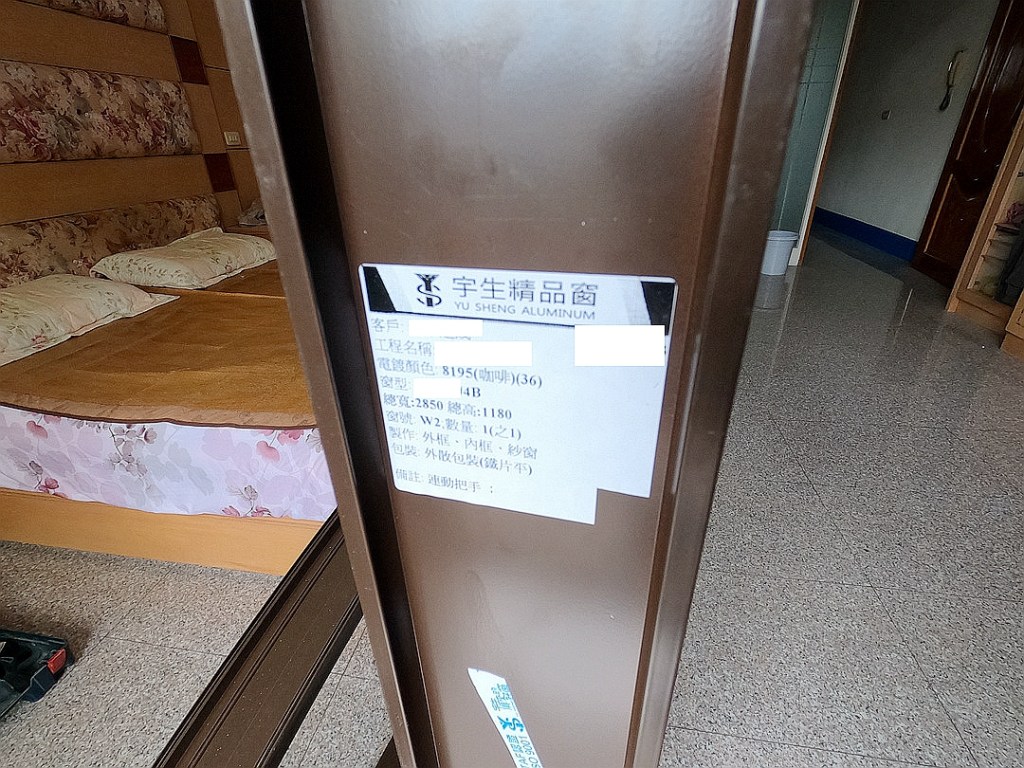 宇生精品窗
YU SHENG ALUMINUM
客戶:
工程名稱
電鍍顏色: 8195(咖啡)(36)
窗型: 4B
總寬:2850 總高:1180
窗號: W2,數量: 1(之1)
製作: 外框・內框・紗窗
包裝: 外散包裝(鐵片平)
備註: 連動把手 ;
ISO 9001